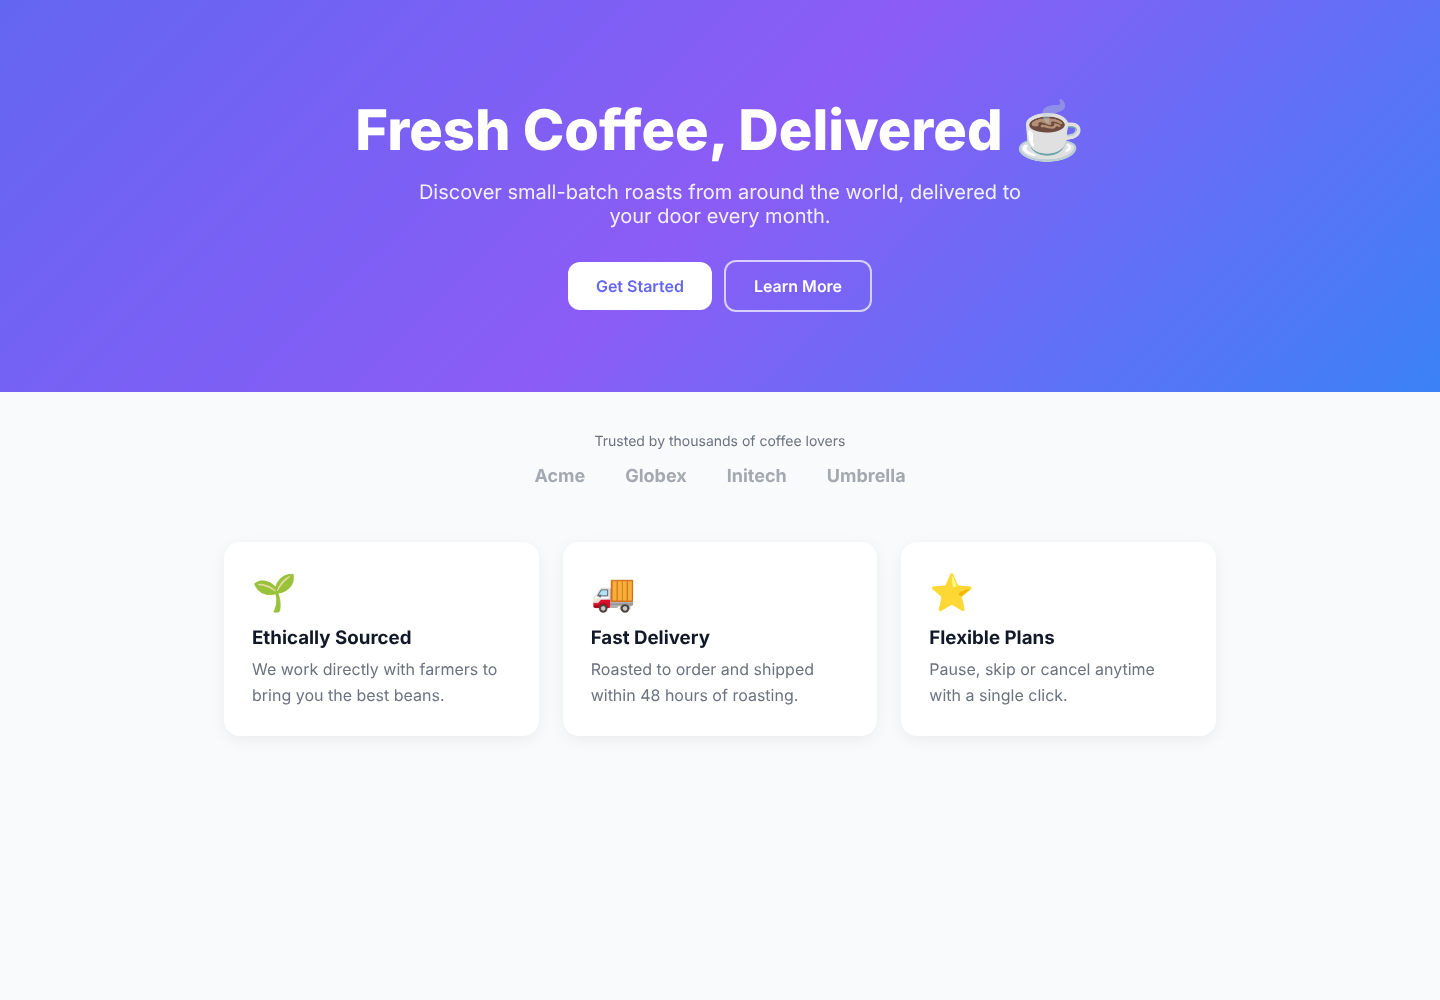 Fresh Coffee, Delivered ☕
Discover small-batch roasts from around the world, delivered to
your door every month.
Get Started
Learn More
Trusted by thousands of coffee lovers
Acme Globex Initech Umbrella
Ethically Sourced
We work directly with farmers to
bring you the best beans.
Fast Delivery
Roasted to order and shipped
within 48 hours of roasting.
Flexible Plans
Pause, skip or cancel anytime
with a single click.